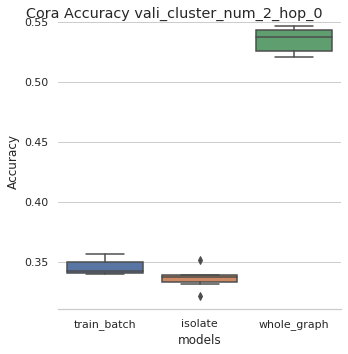 Cora Accuracy vali_cluster_num_2_hop_0
0.55
0.50
0.45
0.40
0.35
Accuracy
train_batch isolate whole_graph
models